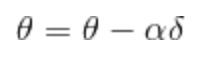 θ = θ − αδ